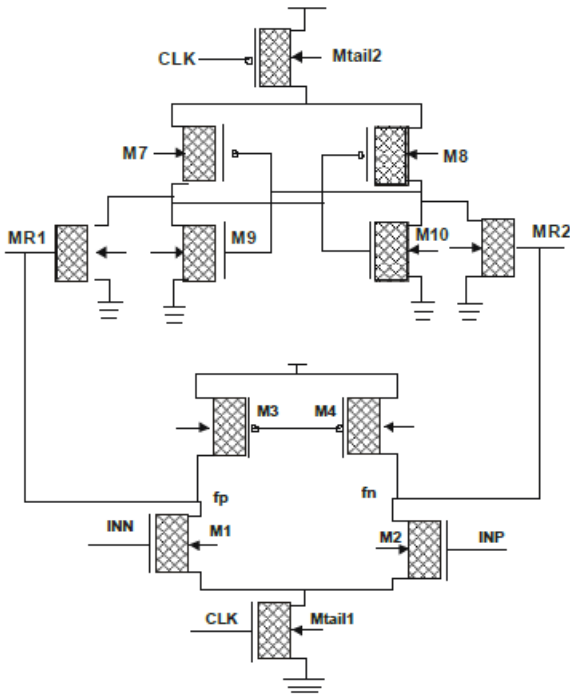 CLK
Mtail2
M7
M8
MR1
M9
M10
MR2
M3
M4
fp
fn
INN
M1
M2
INP
CLK
Mtail1